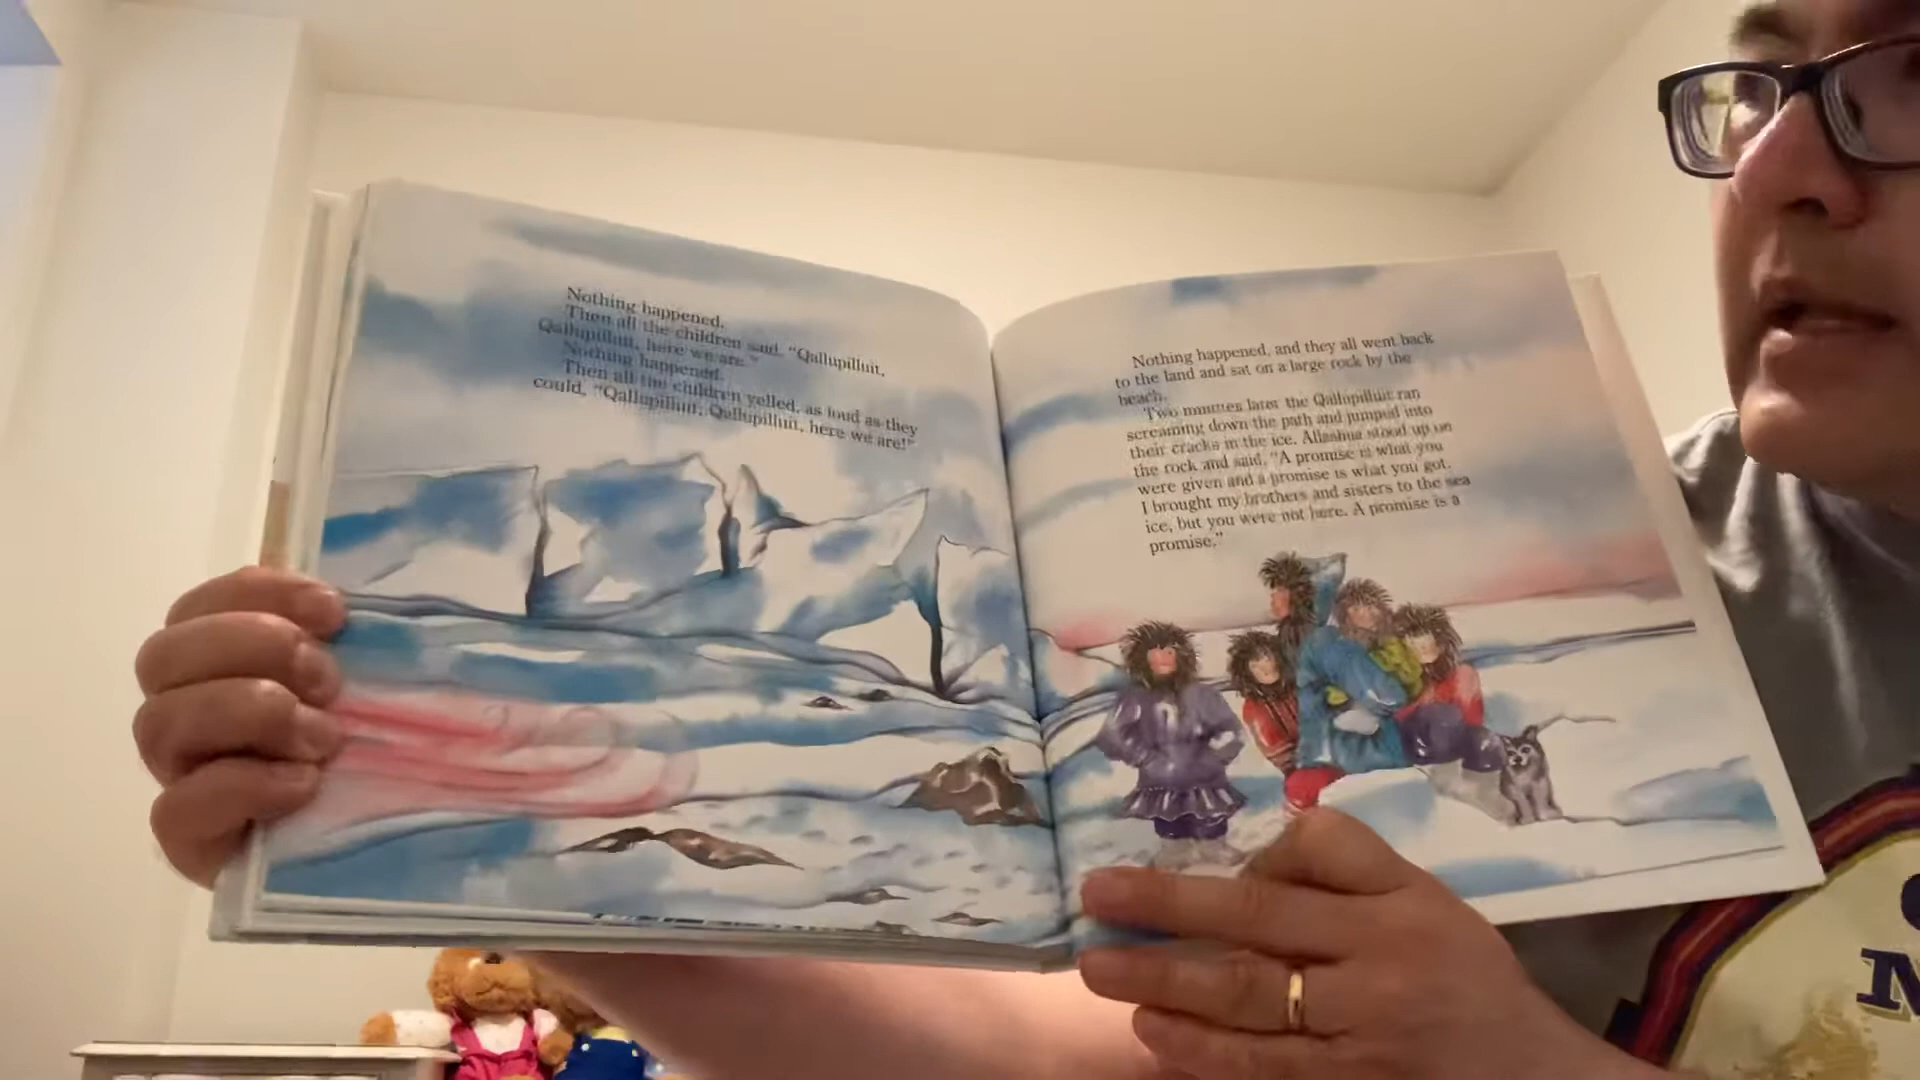 Nothing happened.
Then all the children said, "Qallupilluit,
Qallupilluit, here we are."
Nothing happened.
Then all the children yelled, as loud as they
could, "Qallupilluit, Qallupilluit, here we are!"
Nothing happened, and they all went back
to the land and sat on a large rock by the
beach.
Two minutes later the Qallupilluit ran
screaming down the path and jumped into
their cracks in the ice. Allashua stood up on
the rock and said, "A promise is what you
were given and a promise is what you got.
I brought my brothers and sisters to the sea
ice, but you were not here. A promise is a
promise."